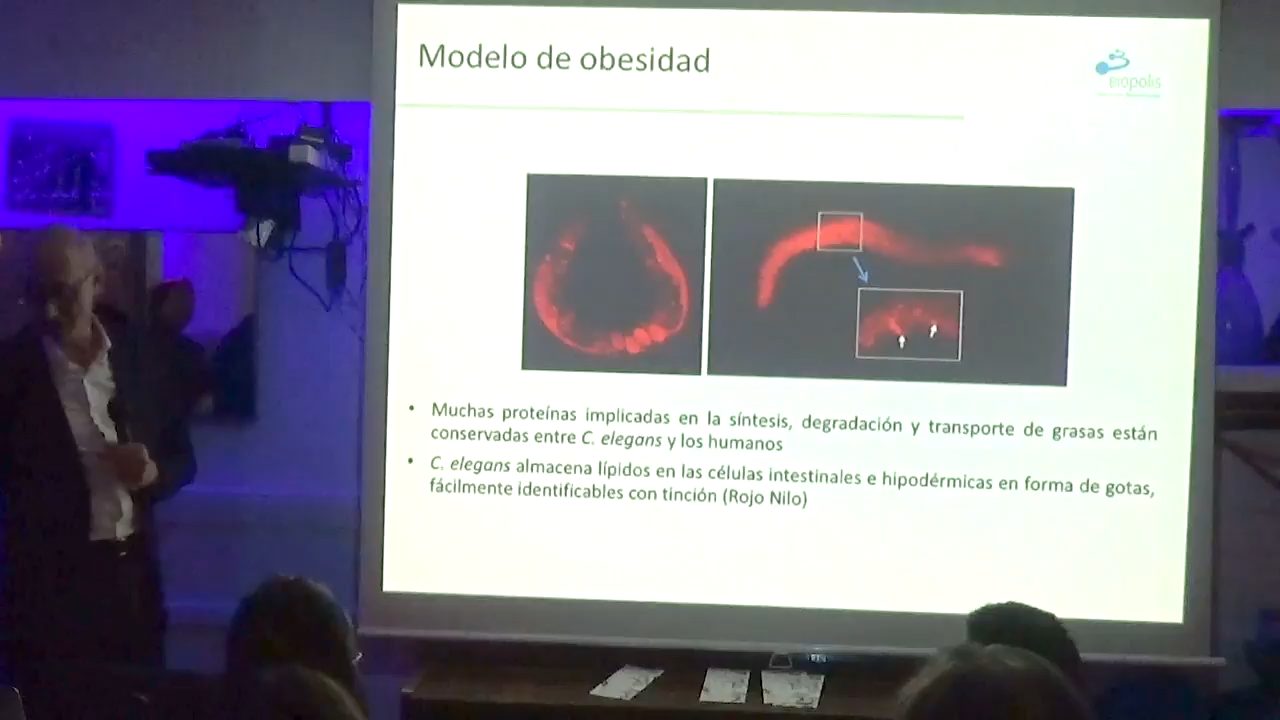 Modelo de obesidad
Biopolis
• Muchas proteínas implicadas en la síntesis, degradación y transporte de grasas están
conservadas entre C. elegans y los humanos
• C. elegans almacena lípidos en las células intestinales e hipodérmicas en forma de gotas,
fácilmente identificables con tinción (Rojo Nilo)